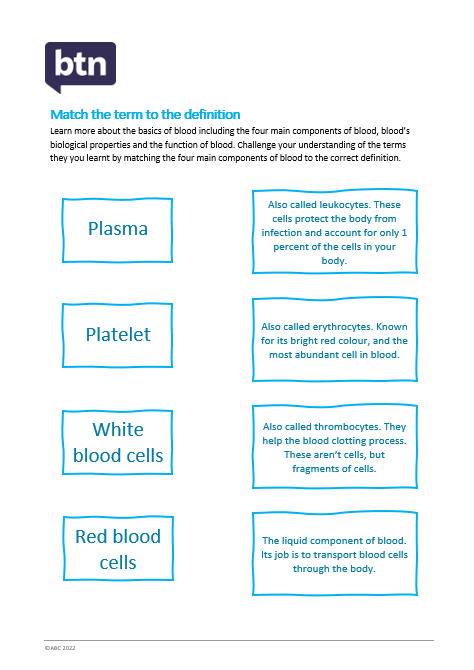 btn
Match the term to the definition
Learn more about the basics of blood including the four main components of blood, blood's
biological properties and the function of blood. Challenge your understanding of the terms
they you learnt by matching the four main components of blood to the correct definition.
Plasma
Also called leukocytes. These
cells protect the body from
infection and account for only 1
percent of the cells in your
body.
Platelet
Also called erythrocytes. Known
for its bright red colour, and the
most abundant cell in blood.
White
blood cells
Also called thrombocytes. They
help the blood clotting process.
These aren't cells, but
fragments of cells.
Red blood
cells
The liquid component of blood.
Its job is to transport blood cells
through the body.
©ABC 2022